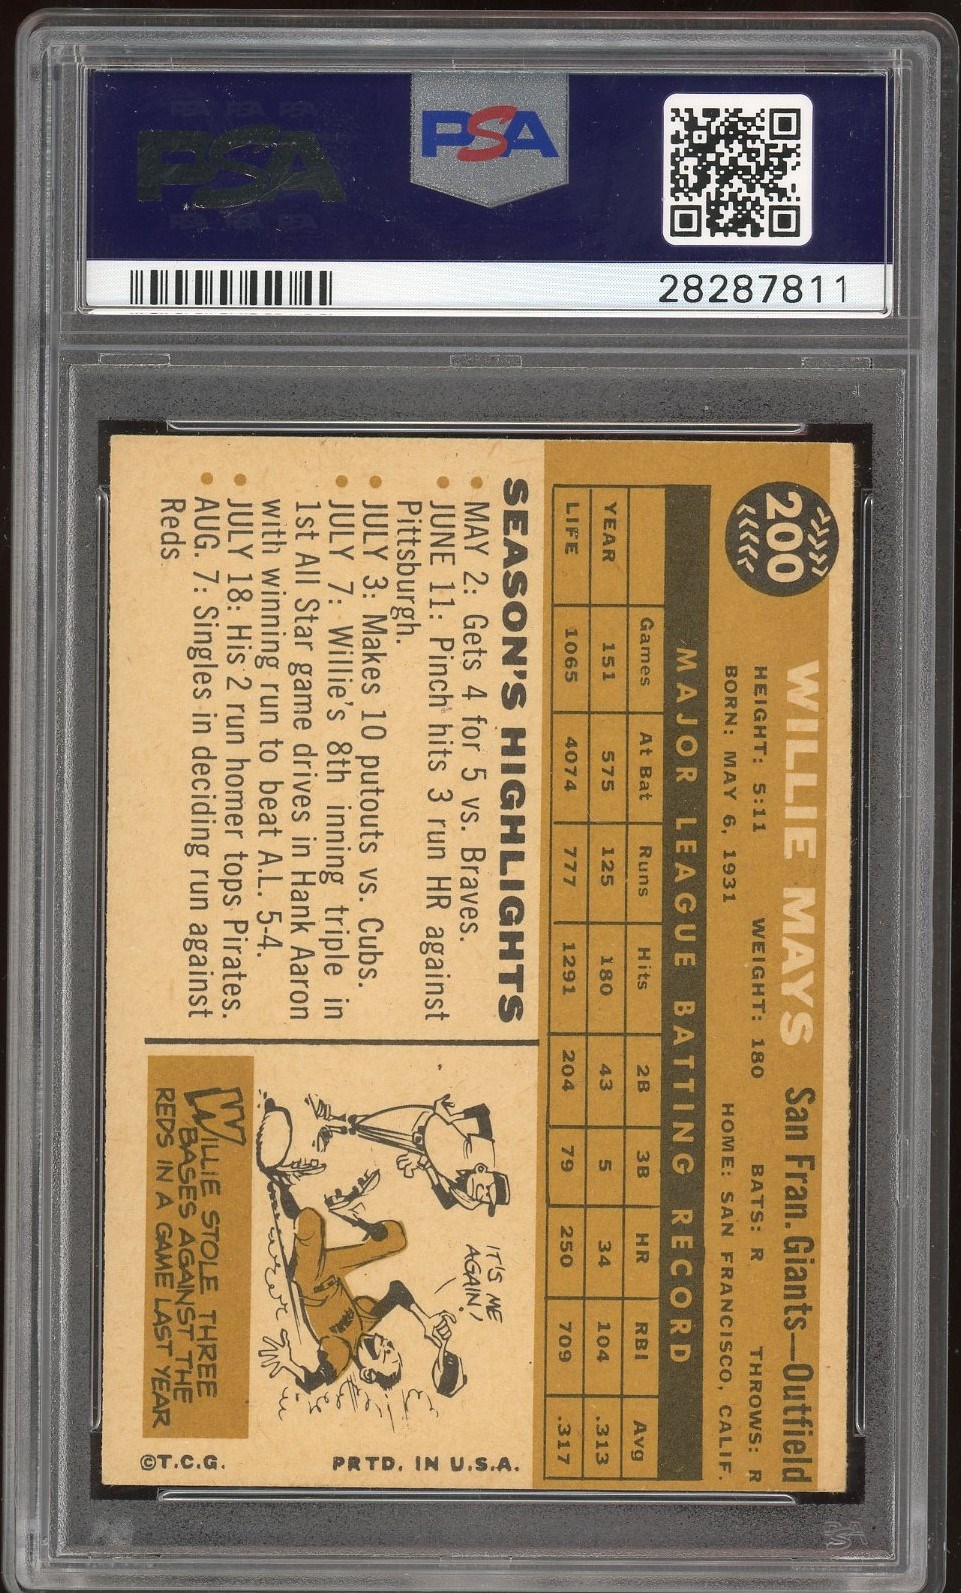 PSA
PSA
28287811
200
WILLIE MAYS
San Fran. Giants—Outfield
HEIGHT: 5:11 WEIGHT: 180 BATS: R THROWS: R
BORN: MAY 6, 1931 HOME: SAN FRANCISCO, CALIF.
MAJOR LEAGUE BATTING RECORD
Games At Bat Runs Hits 2B 3B HR RBI Avg
YEAR 151 575 125 180 43 5 34 104 .313
LIFE 1065 4074 777 1291 204 79 250 709 .317
SEASON'S HIGHLIGHTS
• MAY 2: Gets 4 for 5 vs. Braves.
• JUNE 11: Pinch hits 3 run HR against
Pittsburgh.
• JULY 3: Makes 10 putouts vs. Cubs.
• JULY 7: Willie's 8th inning triple in
1st All Star game drives in Hank Aaron
with winning run to beat A.L. 5-4.
• JULY 18: His 2 run homer tops Pirates.
• AUG. 7: Singles in deciding run against
Reds
IT'S ME
AGAIN!
WILLIE STOLE THREE
BASES AGAINST THE
REDS IN A GAME LAST YEAR
©T.C.G. PRTD. IN U.S.A.
PSA